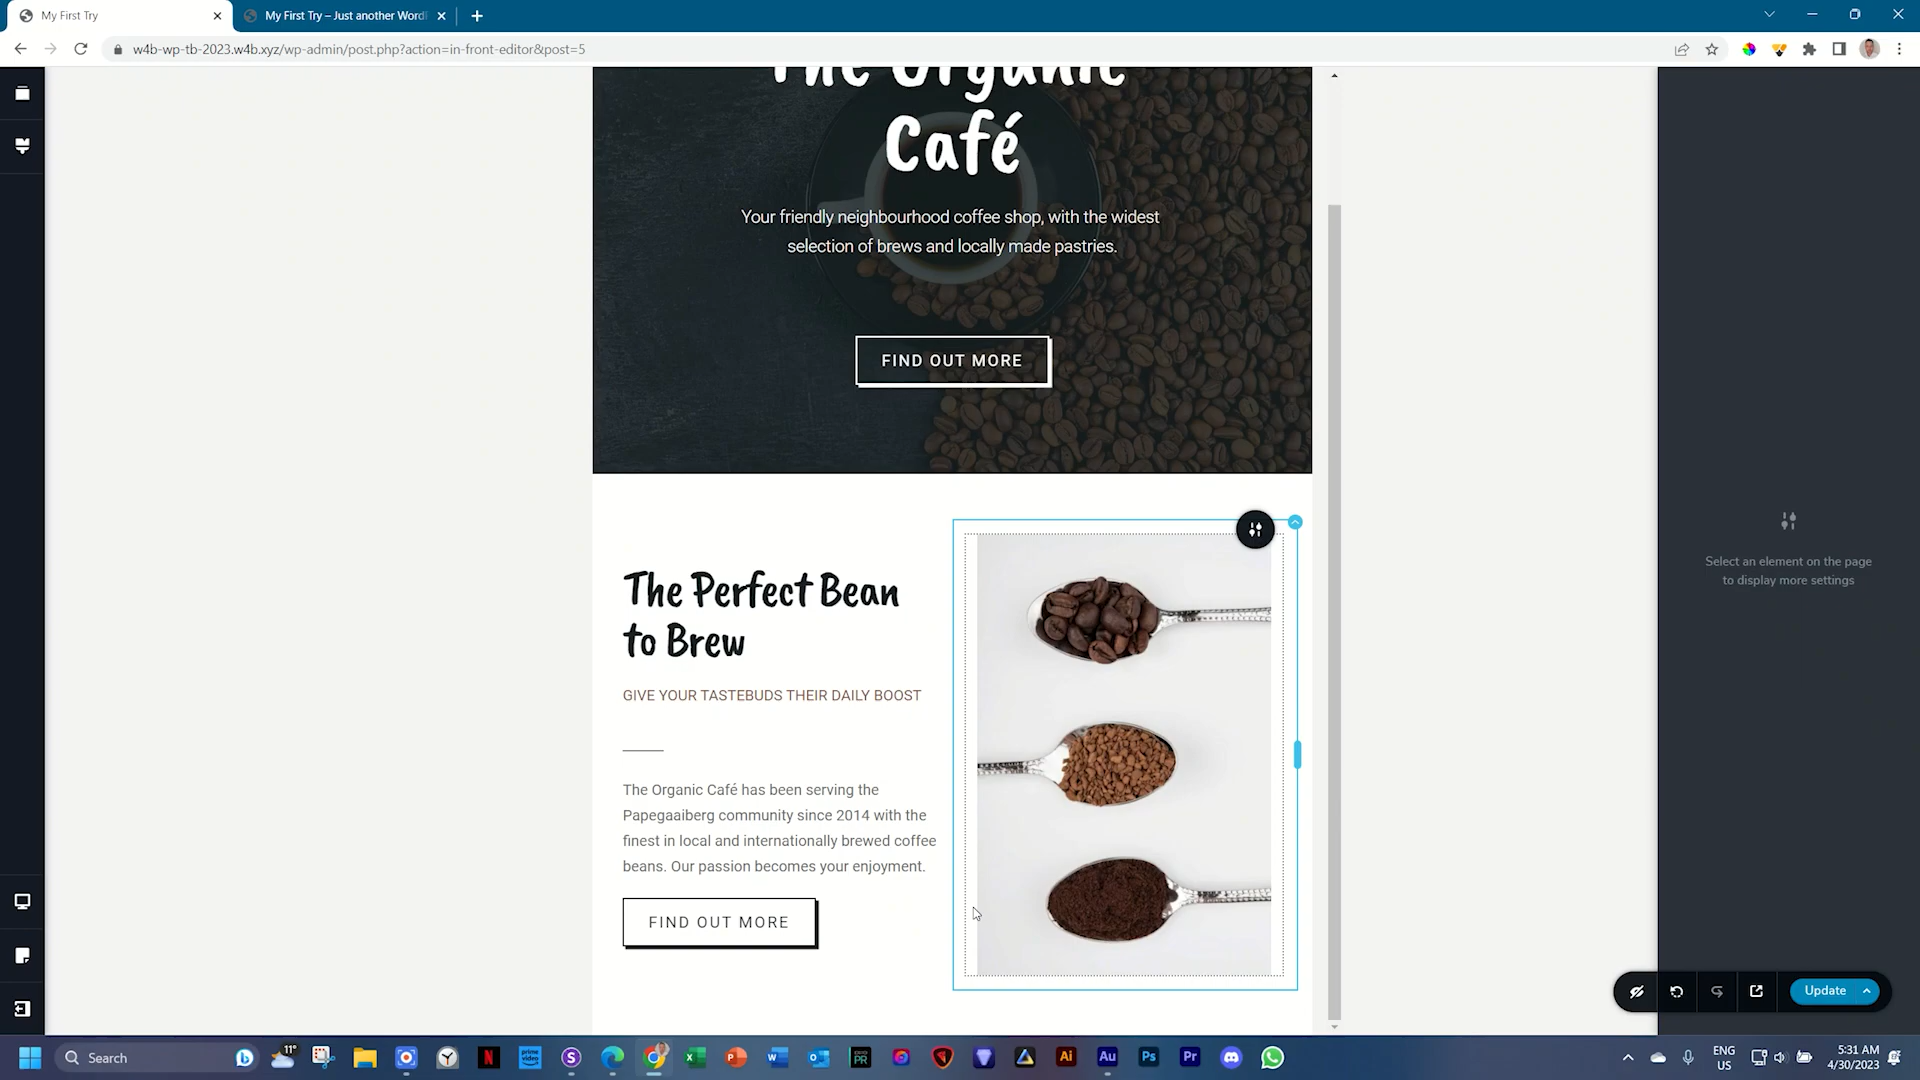 My First Try
My First Try – Just another Word
w4b-wp-tb-2023.w4b.xyz/wp-admin/post.php?action=in-front-editor&post=5
The Organic
Café
Your friendly neighbourhood coffee shop, with the widest
selection of brews and locally made pastries.
FIND OUT MORE
The Perfect Bean
to Brew
GIVE YOUR TASTEBUDS THEIR DAILY BOOST
The Organic Café has been serving the
Papegaaiberg community since 2014 with the
finest in local and internationally brewed coffee
beans. Our passion becomes your enjoyment.
FIND OUT MORE
Select an element on the page
to display more settings
Update
Search
11°
ENG
US
5:31 AM
4/30/2023